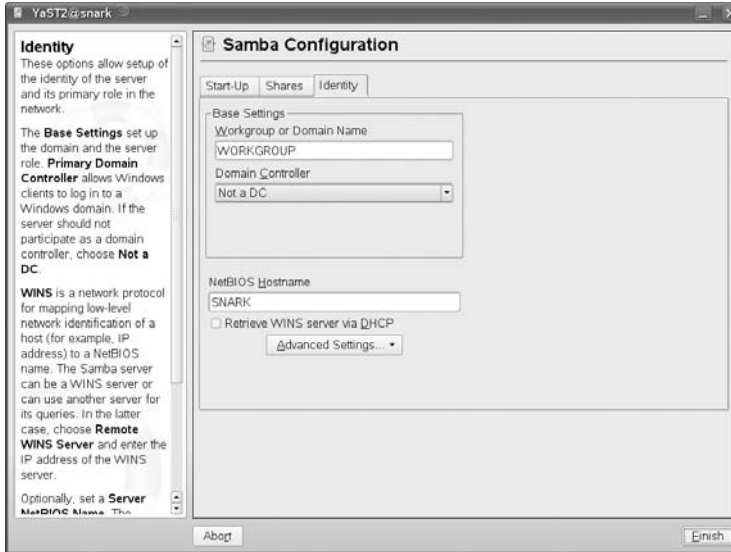 YaST2@snark
Identity
These options allow setup of
the identity of the server
and its primary role in the
network.
The Base Settings set up
the domain and the server
role. Primary Domain
Controller allows Windows
clients to log in to a
Windows domain. If the
server should not
participate as a domain
controller, choose Not a
DC.
WINS is a network protocol
for mapping low-level
network identification of a
host (for example, IP
address) to a NetBIOS
name. The Samba server
can be a WINS server or
can use another server for
its queries. In the latter
case, choose Remote
WINS Server and enter the
IP address of the WINS
server.
Optionally, set a Server
NetBIOS Name. The
Samba Configuration
Start-Up Shares Identity
Base Settings
Workgroup or Domain Name
WORKGROUP
Domain Controller
Not a DC
NetBIOS Hostname
SNARK
Retrieve WINS server via DHCP
Advanced Settings...
Abort
Finish